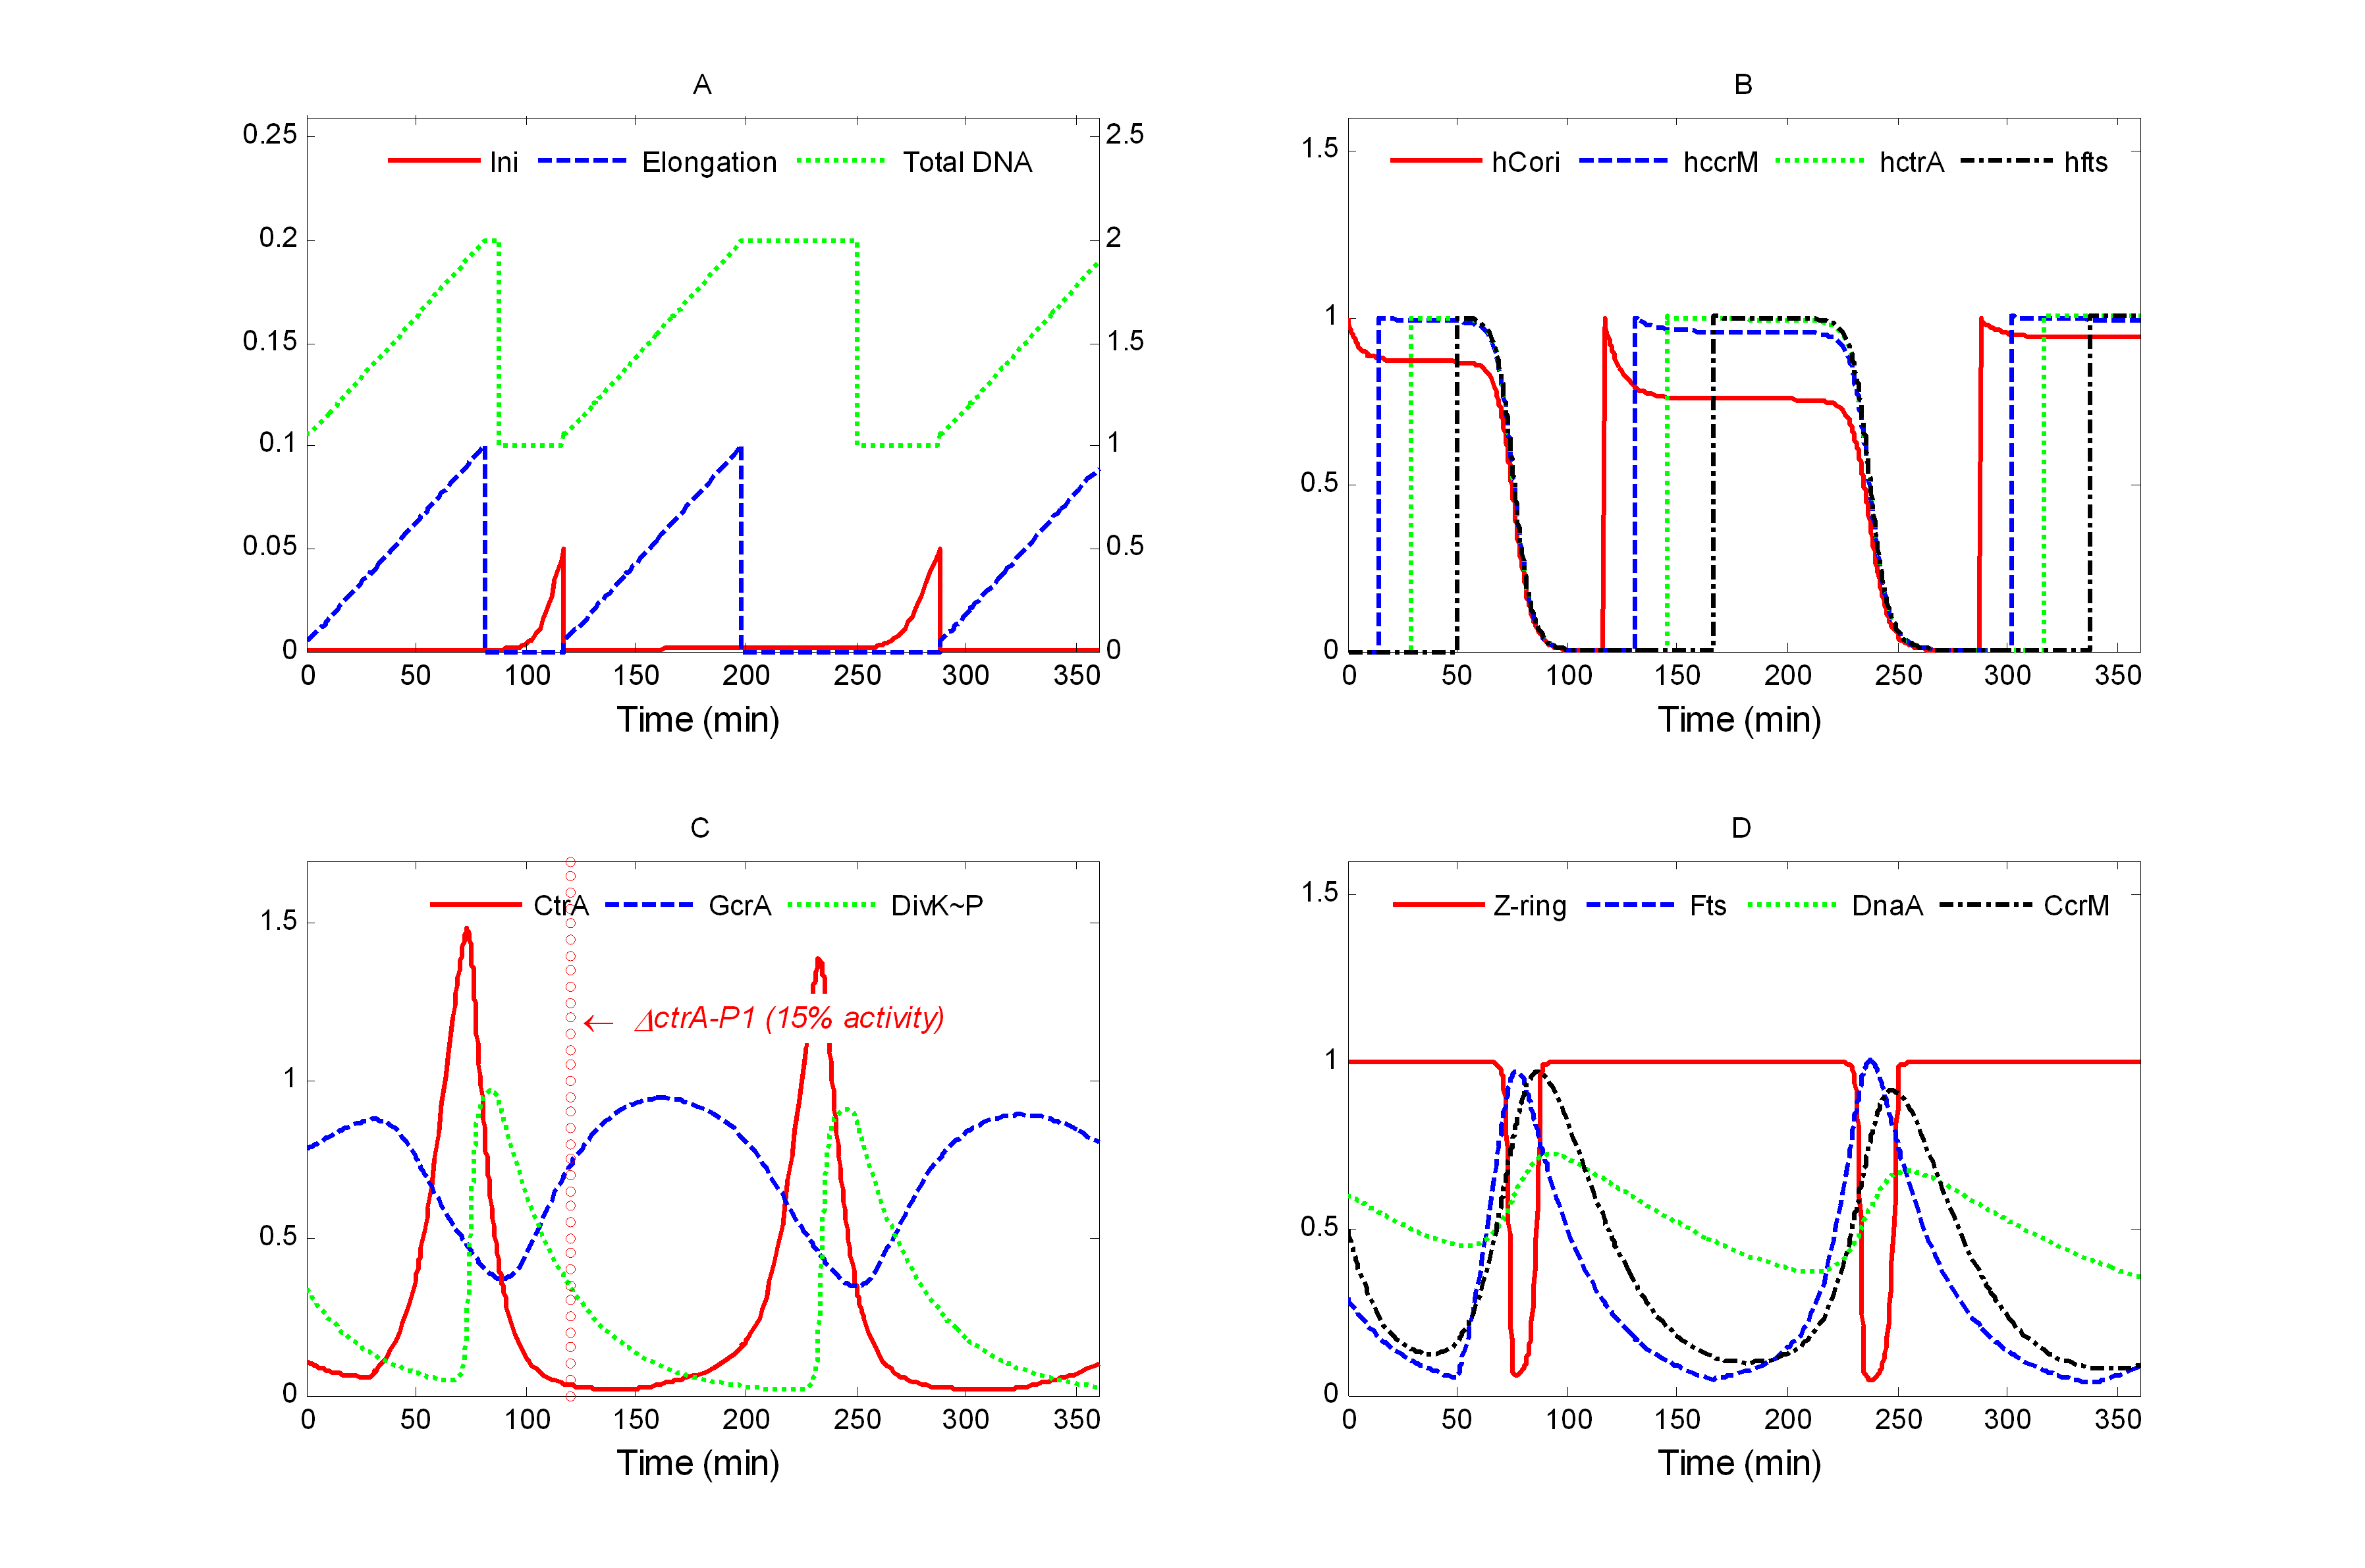 A
0.25 2.5
Ini Elongation Total DNA
0.2 2
0.15 1.5
0.1 1
0.05 0.5
0 0
0 50 100 150 200 250 300 350
Time (min)
B
1.5
hCori hccrM hctrA hfts
1
0.5
0
0 50 100 150 200 250 300 350
Time (min)
C
CtrA GcrA DivK~P
1.5
← ΔctrA-P1 (15% activity)
1
0.5
0
0 50 100 150 200 250 300 350
Time (min)
D
1.5
Z-ring Fts DnaA CcrM
1
0.5
0
0 50 100 150 200 250 300 350
Time (min)